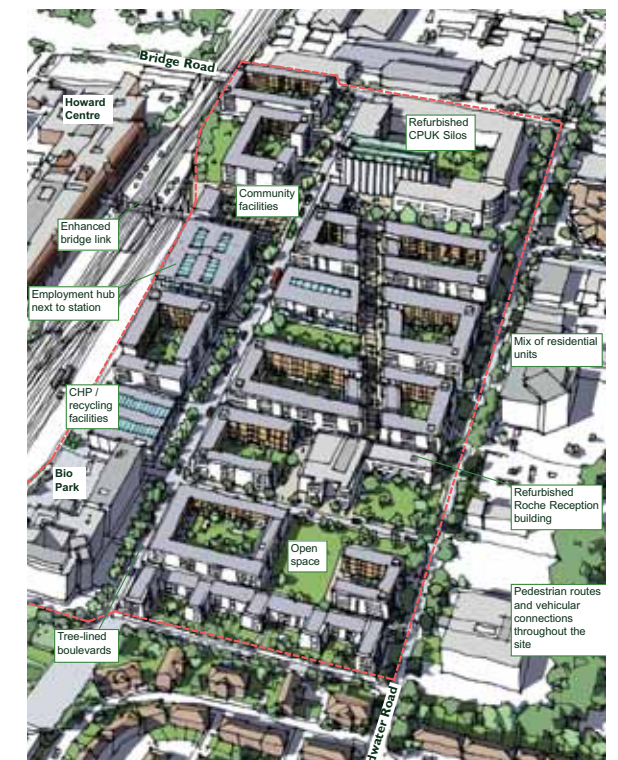 Bridge Road
Howard
Centre
Refurbished
CPUK Silos
Community
facilities
Enhanced
bridge link
Employment hub
next to station
Mix of residential
units
CHP /
recycling
facilities
Bio
Park
Refurbished
Roche Reception
building
Open
space
Pedestrian routes
and vehicular
connections
throughout the
site
Tree-lined
boulevards
Road